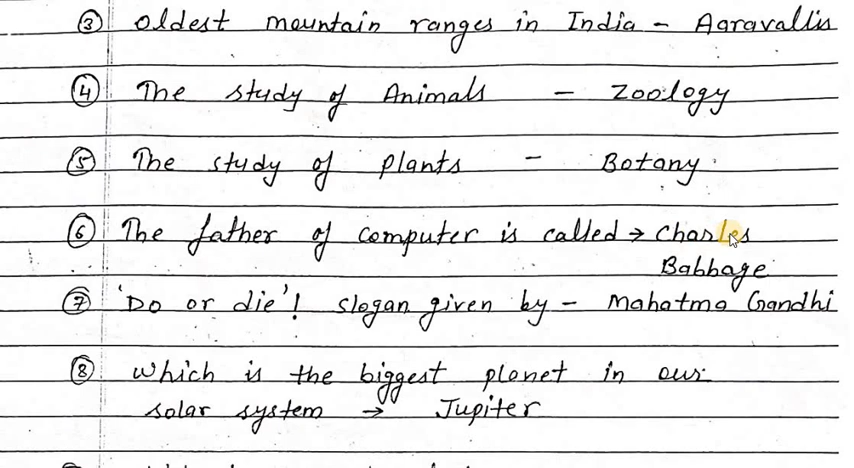 ③ Oldest mountain ranges in India - Aaravallis
④ The study of Animals - Zoology
⑤ The study of plants - Botany
⑥ The father of computer is called → Charles
Babbage
⑦ 'Do or die'! slogan given by - Mahatma Gandhi
⑧ which is the biggest planet in our
solar system → Jupiter